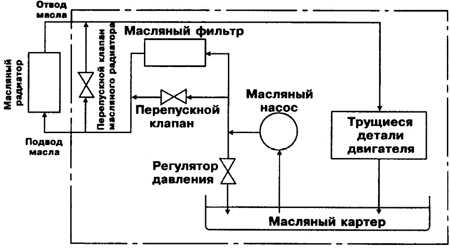 Отвод
масла
Масляный фильтр
Масляный
радиатор
Перепускной клапан
масляного радиатора
Масляный
насос
Перепускной
клапан
Подвод
масла
Трущиеся
детали
двигателя
Регулятор
давления
Масляный картер